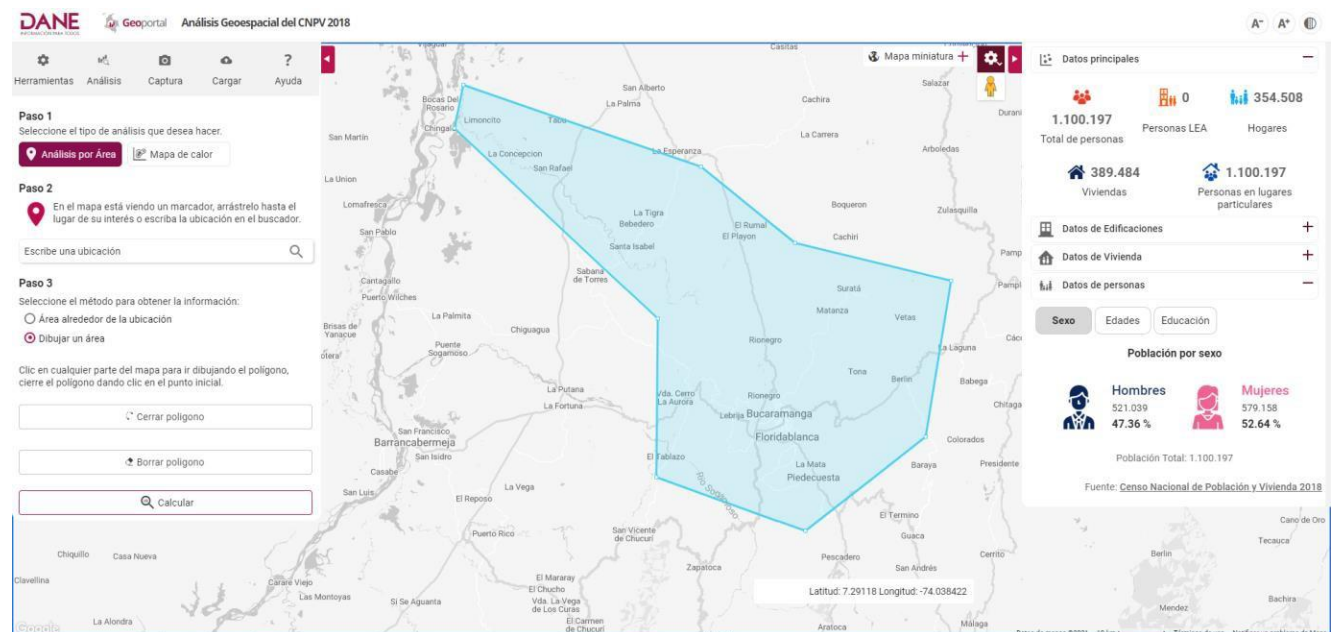 DANE
INFORMACIÓN PARA TODOS
Geoportal
Análisis Geoespacial del CNPV 2018
A- A+
Herramientas Análisis Captura Cargar Ayuda
Paso 1
Seleccione el tipo de análisis que desea hacer.
Análisis por Área Mapa de calor
Paso 2
En el mapa está viendo un marcador, arrástrelo hasta el
lugar de su interés o escriba la ubicación en el buscador.
Escribe una ubicación
Paso 3
Seleccione el método para obtener la información:
Área alrededor de la ubicación
Dibujar un área
Clic en cualquier parte del mapa para ir dibujando el polígono,
cierre el polígono dando clic en el punto inicial.
Cerrar poligono
Borrar poligono
Calcular
Mapa miniatura
Casitas
San Alberto
Salazar
Bocas Del
Rosario
La Palma
Cachira
Limoncito
Chingale
San Martin
La Carrera
Arboledas
La Concepcion
La Esperanza
San Rafael
La Union
Lomafresca
La Tigra
Bebedero
Boqueron
Zulasquilla
San Pablo
El Rumal
El Playon
Cachiri
Santa Isabel
Sabana
de Torres
Cantagallo
Puerto Wilches
Suratá
Matanza
Vetas
La Palmita
Chiguagua
Brisas de
Yanacue
Puente
Sogamoso
Rionegro
La Laguna
Tona
Berlin
Babega
La Putana
La Fortuna
Vda. Cerro
La Aurora
Rionegro
Chitaga
Lebrija Bucaramanga
San Francisco
Barrancabermeja
San Isidro
Floridablanca
Colorados
El Tablazo
La Mata
Piedecuesta
Baraya
Presidente
Casabe
San Luis
La Vega
El Reposo
Río Sogamoso
El Termino
Guaca
Puerto Rico
San Vicente
de Chucurí
Chiquillo
Casa Nueva
Zapatoca
Pescadero
San Andrés
Cerrito
Clavellina
Carare Viejo
El Mararay
El Chucho
Las Montoyas
Si Se Aguanta
Vda. La Vega
de Los Curas
El Carmen
de Chucurí
La Alondra
Aratoca
Málaga
Latitud: 7.29118 Longitud: -74.038422
Cano de Oro
Tecauca
Berlin
Bachira
Mendez
Google
Datos principales
1.100.197
Total de personas
0
Personas LEA
354.508
Hogares
389.484
Viviendas
1.100.197
Personas en lugares
particulares
Datos de Edificaciones
Datos de Vivienda
Datos de personas
Sexo Edades Educación
Población por sexo
Hombres
521.039
47.36 %
Mujeres
579.158
52.64 %
Población Total: 1.100.197
Fuente: Censo Nacional de Población y Vivienda 2018